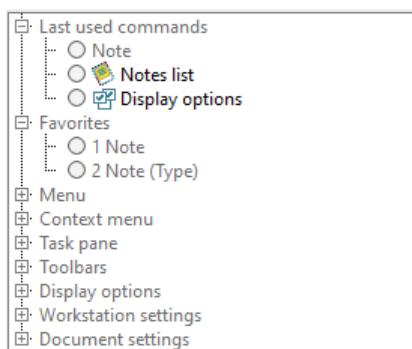 Last used commands
Note
Notes list
Display options
Favorites
1 Note
2 Note (Type)
Menu
Context menu
Task pane
Toolbars
Display options
Workstation settings
Document settings